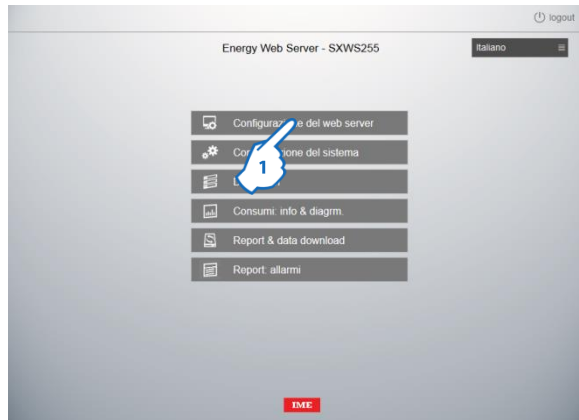 logout
Energy Web Server - SXWS255
Italiano
Configurazione del web server
del sistema
1
Consumi: info & diagrm.
Report & data download
Report: allarmi
IME